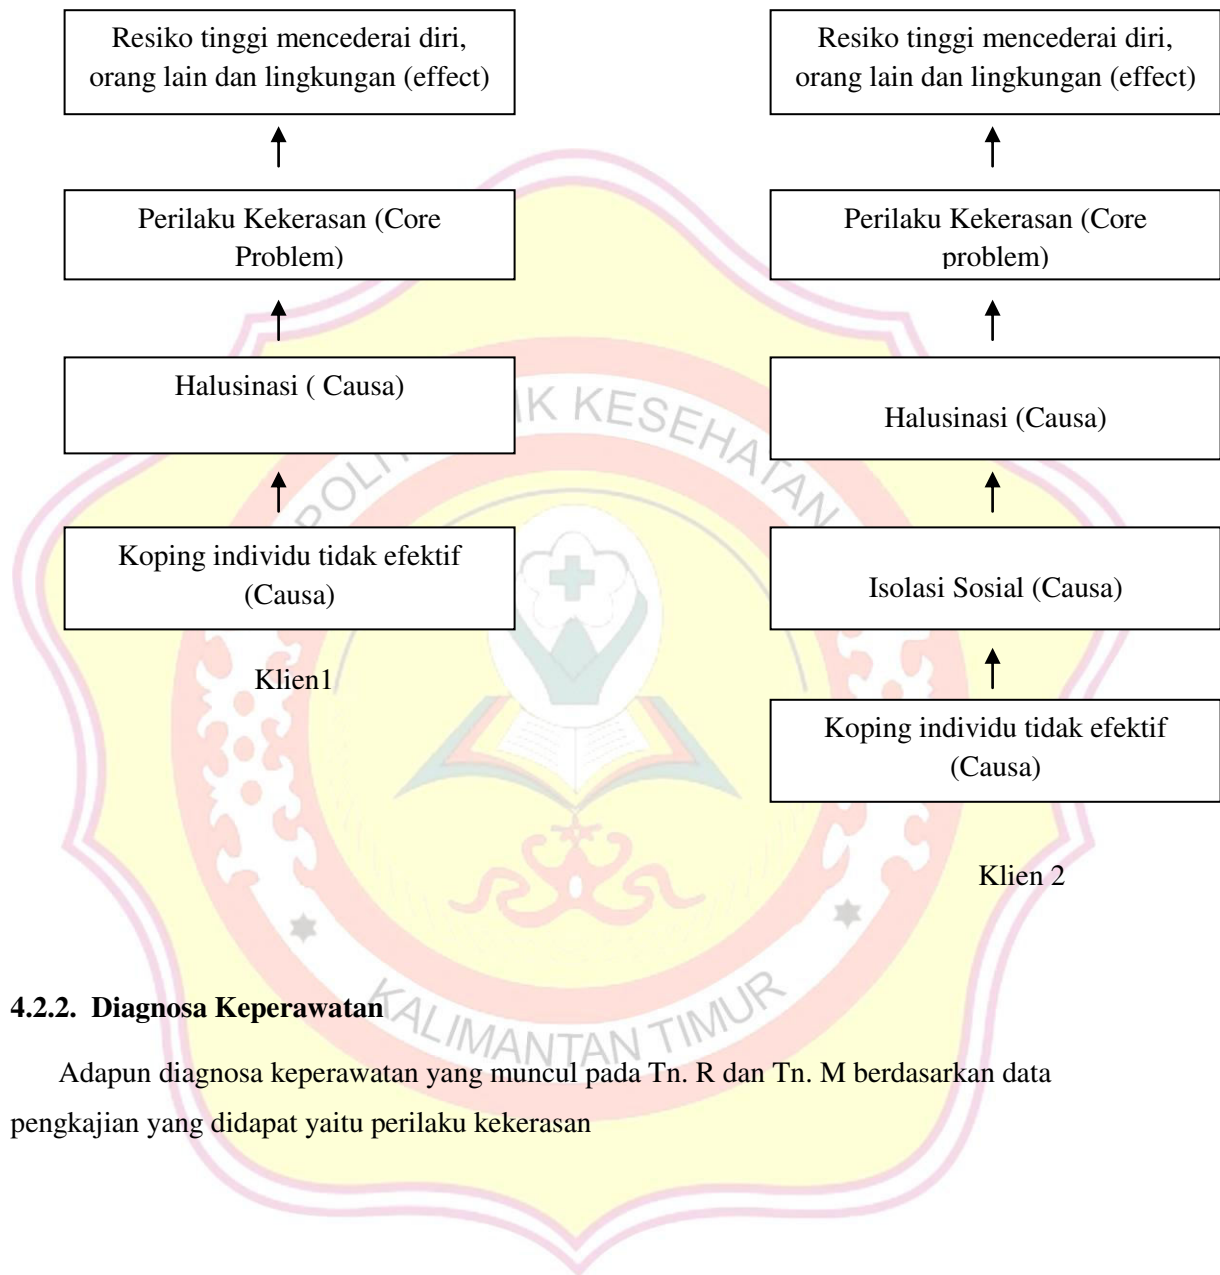 Resiko tinggi mencederai diri,
orang lain dan lingkungan (effect)
Perilaku Kekerasan (Core
Problem)
Halusinasi ( Causa)
Koping individu tidak efektif
(Causa)
Klien1
Resiko tinggi mencederai diri,
orang lain dan lingkungan (effect)
Perilaku Kekerasan (Core
problem)
Halusinasi (Causa)
Isolasi Sosial (Causa)
Koping individu tidak efektif
(Causa)
Klien 2
KESEHATAN
KALIMANTAN TIMUR
4.2.2. Diagnosa Keperawatan
Adapun diagnosa keperawatan yang muncul pada Tn. R dan Tn. M berdasarkan data
pengkajian yang didapat yaitu perilaku kekerasan